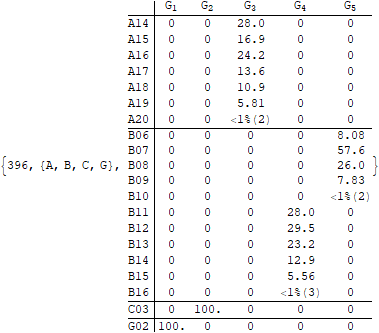 G₁ G₂ G₃ G₄ G₅
A14 0 0 28.0 0 0
A15 0 0 16.9 0 0
A16 0 0 24.2 0 0
A17 0 0 13.6 0 0
A18 0 0 10.9 0 0
A19 0 0 5.81 0 0
A20 0 0 <1%(2) 0 0
B06 0 0 0 0 8.08
B07 0 0 0 0 57.6
{396, {A, B, C, G}, B08 0 0 0 0 26.0 }
B09 0 0 0 0 7.83
B10 0 0 0 0 <1%(2)
B11 0 0 0 28.0 0
B12 0 0 0 29.5 0
B13 0 0 0 23.2 0
B14 0 0 0 12.9 0
B15 0 0 0 5.56 0
B16 0 0 0 <1%(3) 0
C03 0 100. 0 0 0
G02 100. 0 0 0 0